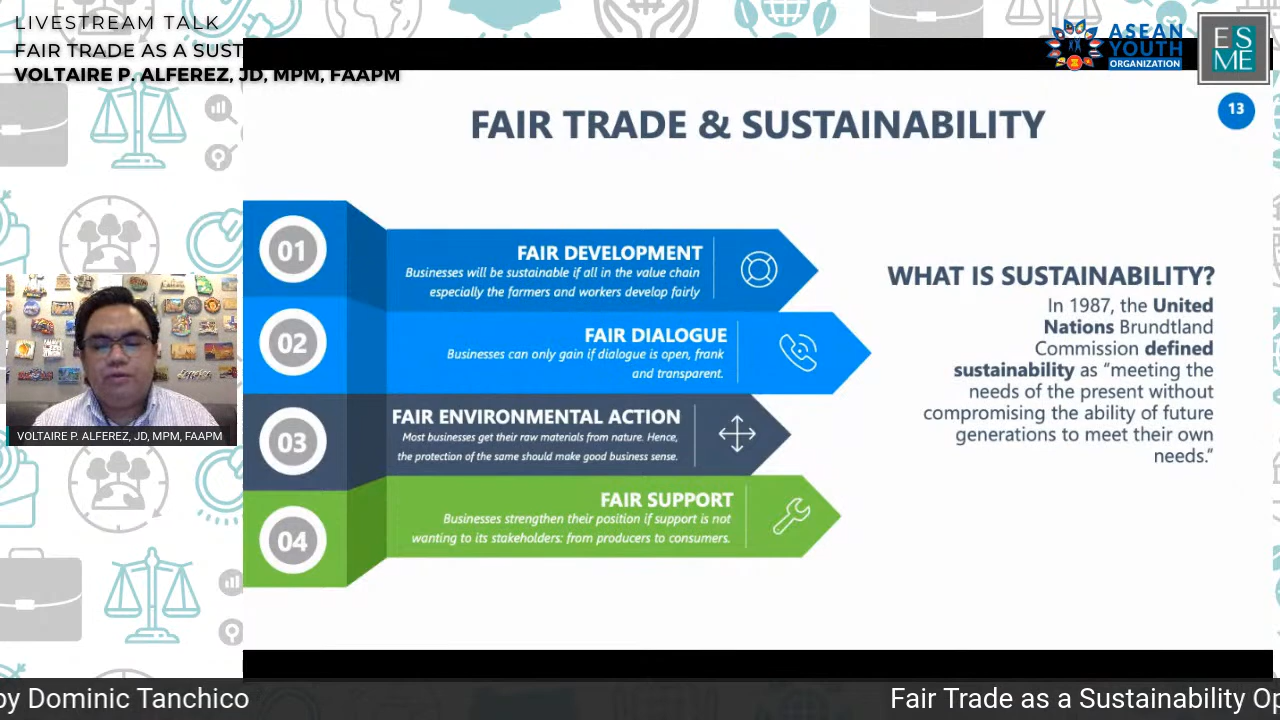 LIVESTREAM TALK
FAIR TRADE AS A SUST
VOLTAIRE P. ALFEREZ, JD, MPM, FAAPM
ASEAN
YOUTH
ORGANIZATION
ES
ME
FAIR TRADE & SUSTAINABILITY
13
01
FAIR DEVELOPMENT
Businesses will be sustainable if all in the value chain
especially the farmers and workers develop fairly
02
FAIR DIALOGUE
Businesses can only gain if dialogue is open, frank
and transparent.
03
FAIR ENVIRONMENTAL ACTION
Most businesses get their raw materials from nature. Hence,
the protection of the same should make good business sense.
04
FAIR SUPPORT
Businesses strengthen their position if support is not
wanting to its stakeholders: from producers to consumers.
WHAT IS SUSTAINABILITY?
In 1987, the United
Nations Brundtland
Commission defined
sustainability as “meeting the
needs of the present without
compromising the ability of future
generations to meet their own
needs.”
VOLTAIRE P. ALFEREZ, JD, MPM, FAAPM
by Dominic Tanchico
Fair Trade as a Sustainability Op